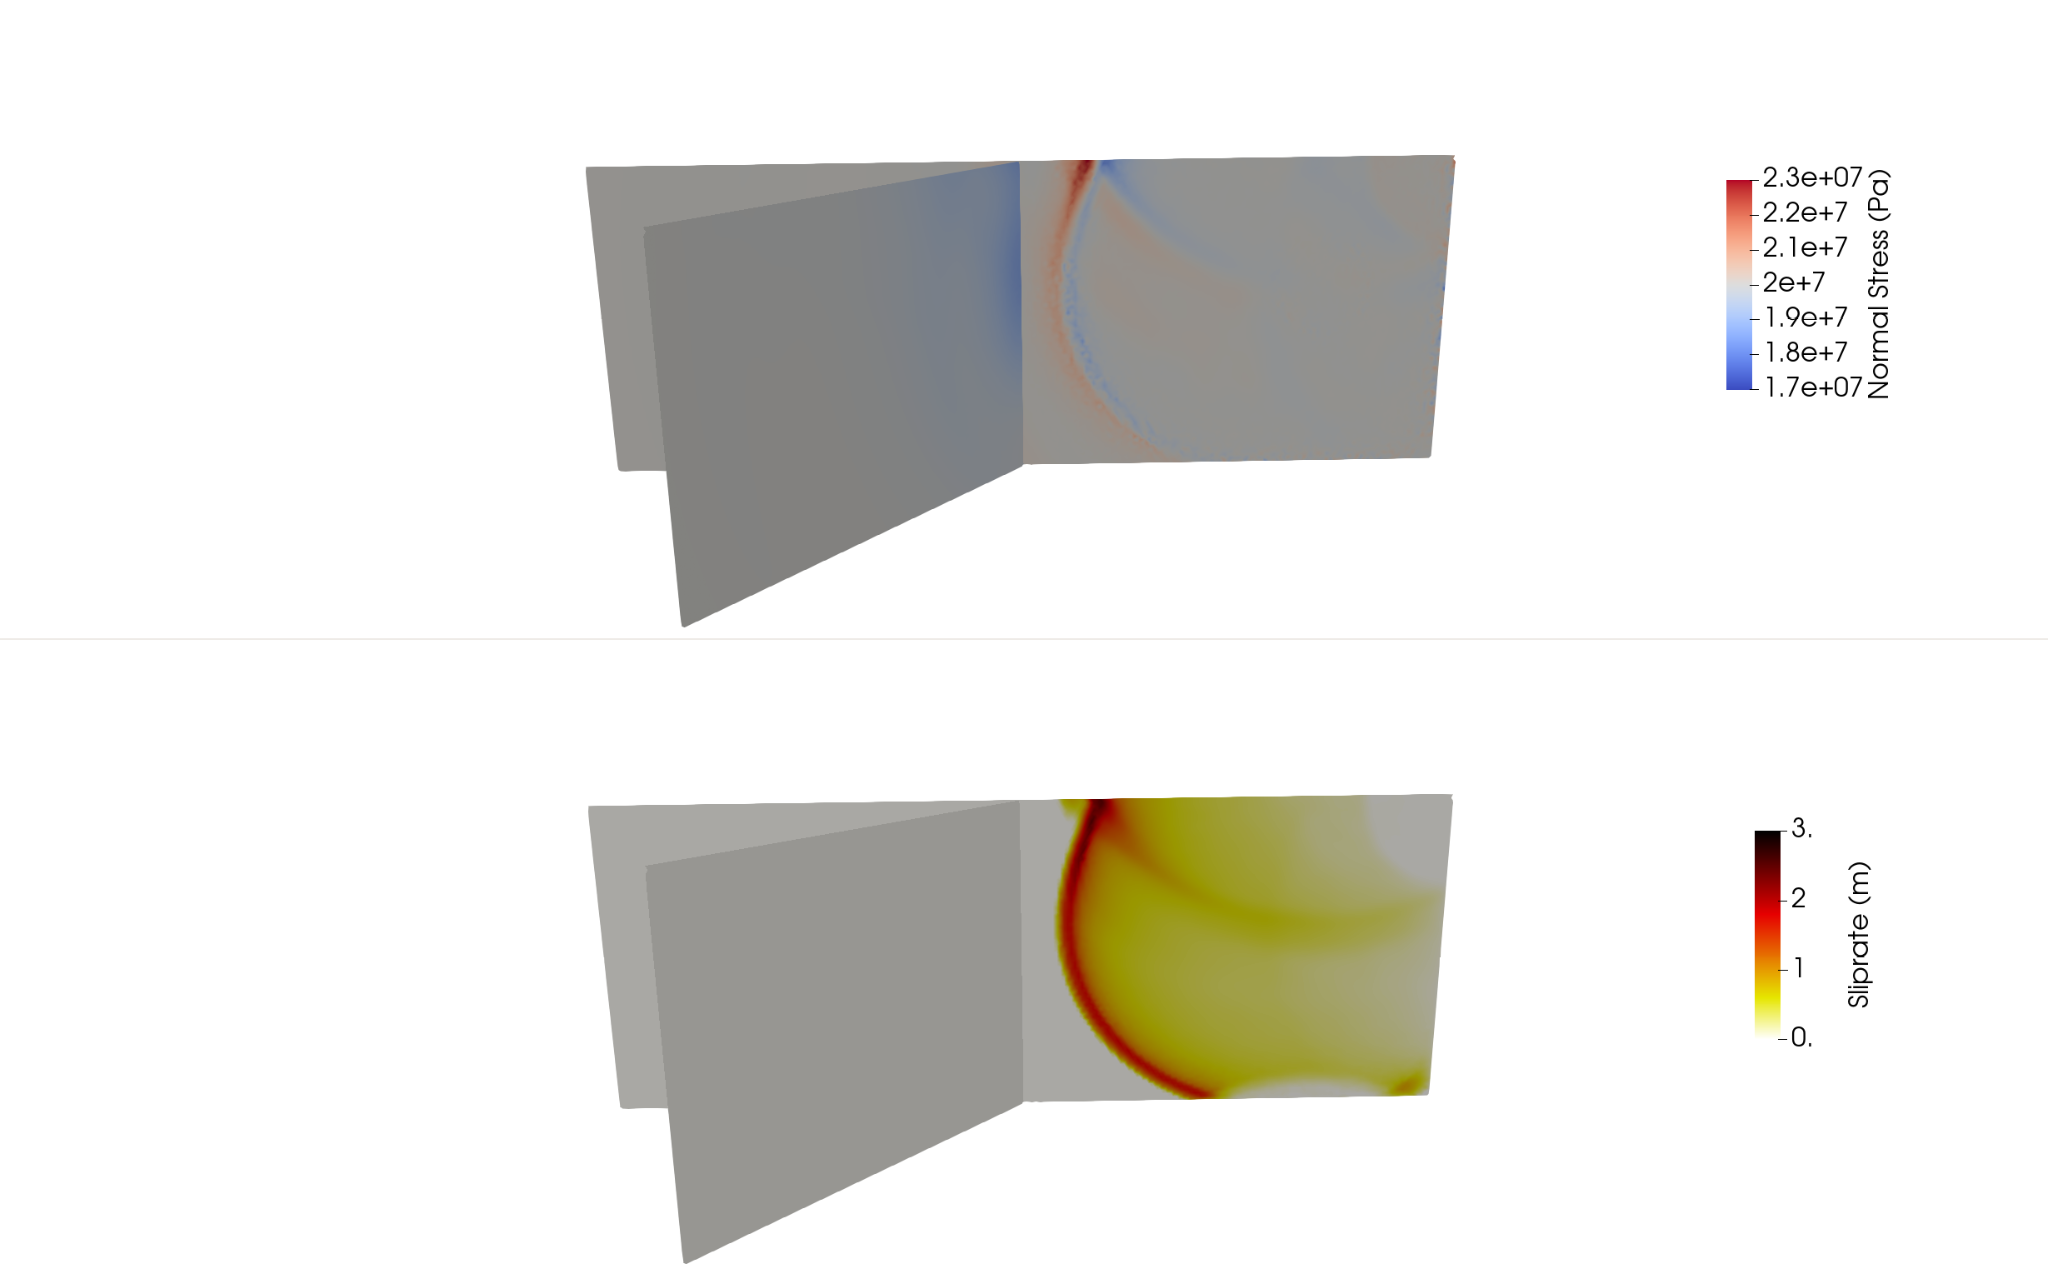 2.3e+07
2.2e+7
2.1e+7
2e+7
1.9e+7
1.8e+7
1.7e+07
Normal Stress (Pa)
3.
2
1
0.
Sliprate (m)